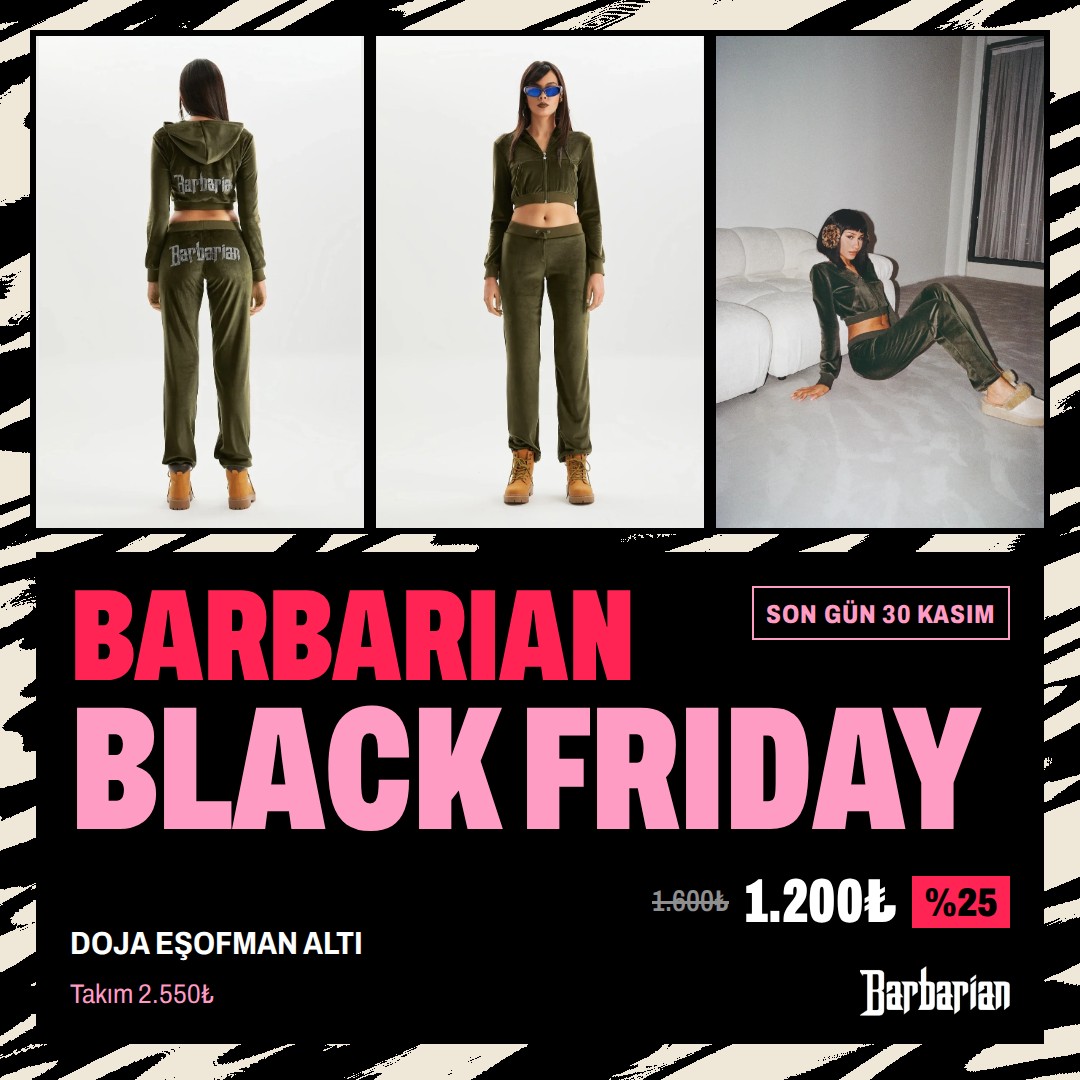 Barbarian
Barbarian
BARBARIAN
SON GÜN 30 KASIM
BLACK FRIDAY
1.600₺ 1.200₺ %25
DOJA EŞOFMAN ALTI
Takım 2.550₺
Barbarian